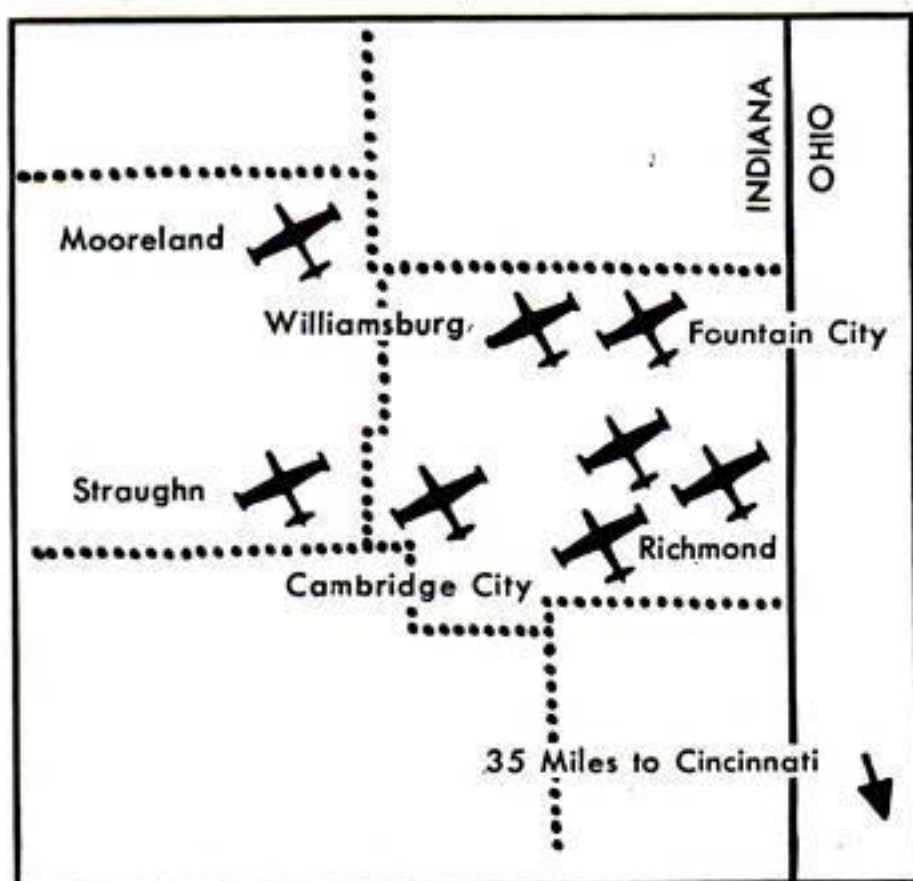 INDIANA
OHIO
Mooreland
Williamsburg
Fountain City
Straughn
Richmond
Cambridge City
35 Miles to Cincinnati